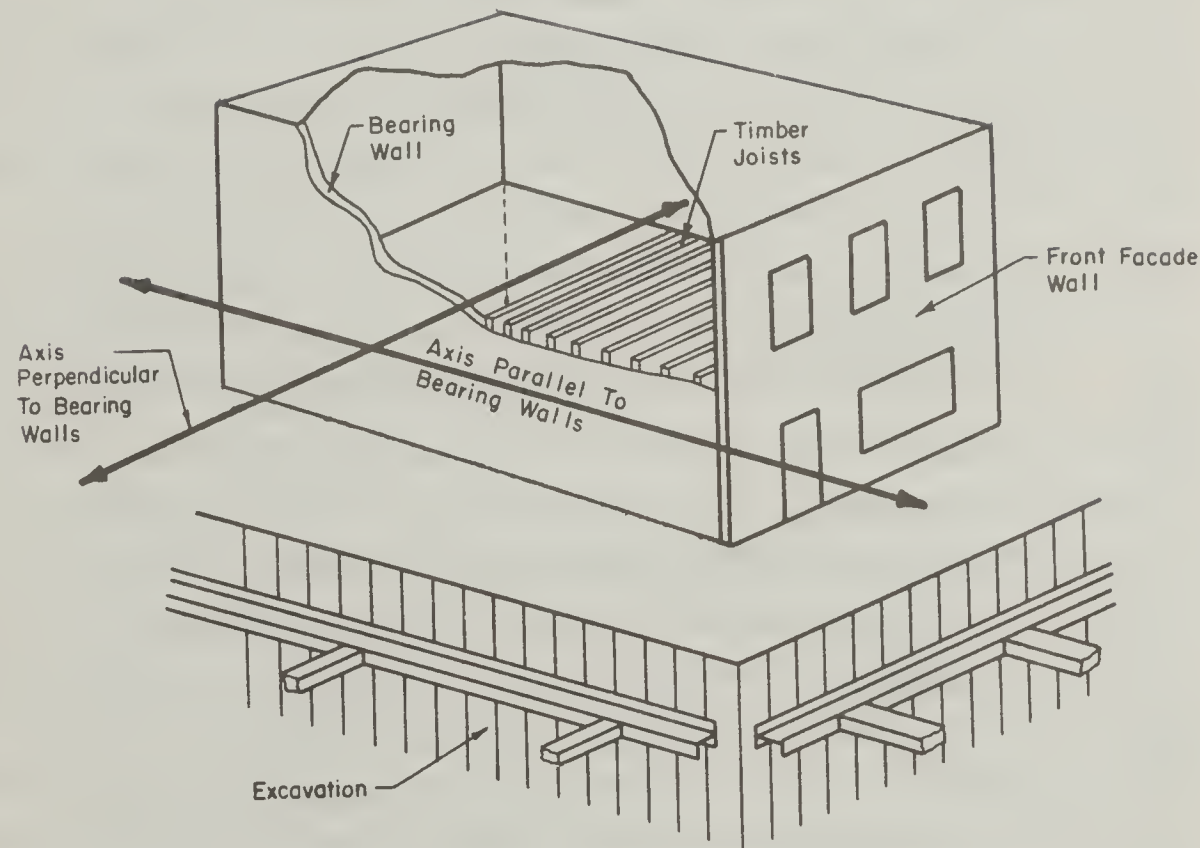 Bearing
Wall
Timber
Joists
Front Facade
Wall
Axis
Perpendicular
To Bearing
Walls
Axis Parallel To
Bearing Walls
Excavation